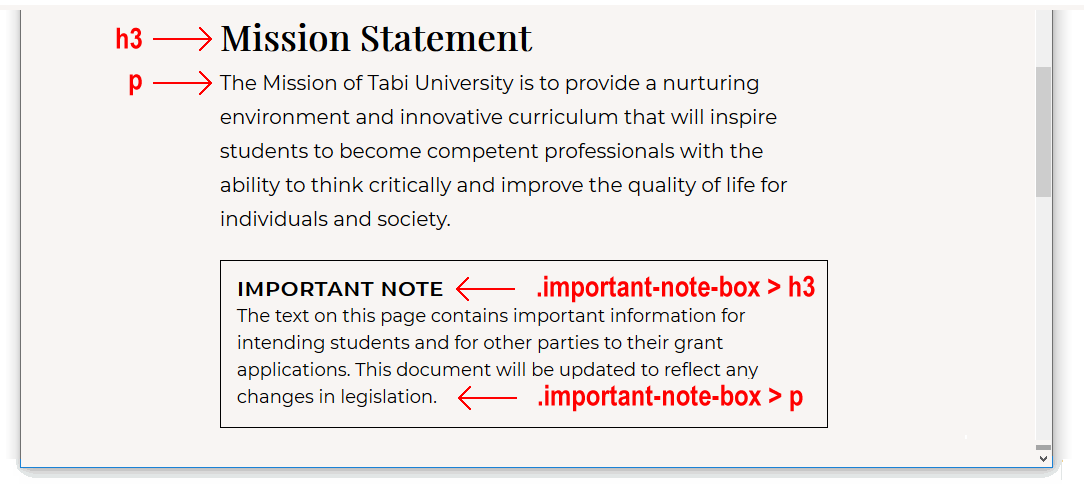 h3 Mission Statement
p The Mission of Tabi University is to provide a nurturing
environment and innovative curriculum that will inspire
students to become competent professionals with the
ability to think critically and improve the quality of life for
individuals and society.
IMPORTANT NOTE .important-note-box > h3
The text on this page contains important information for
intending students and for other parties to their grant
applications. This document will be updated to reflect any
changes in legislation. .important-note-box > p